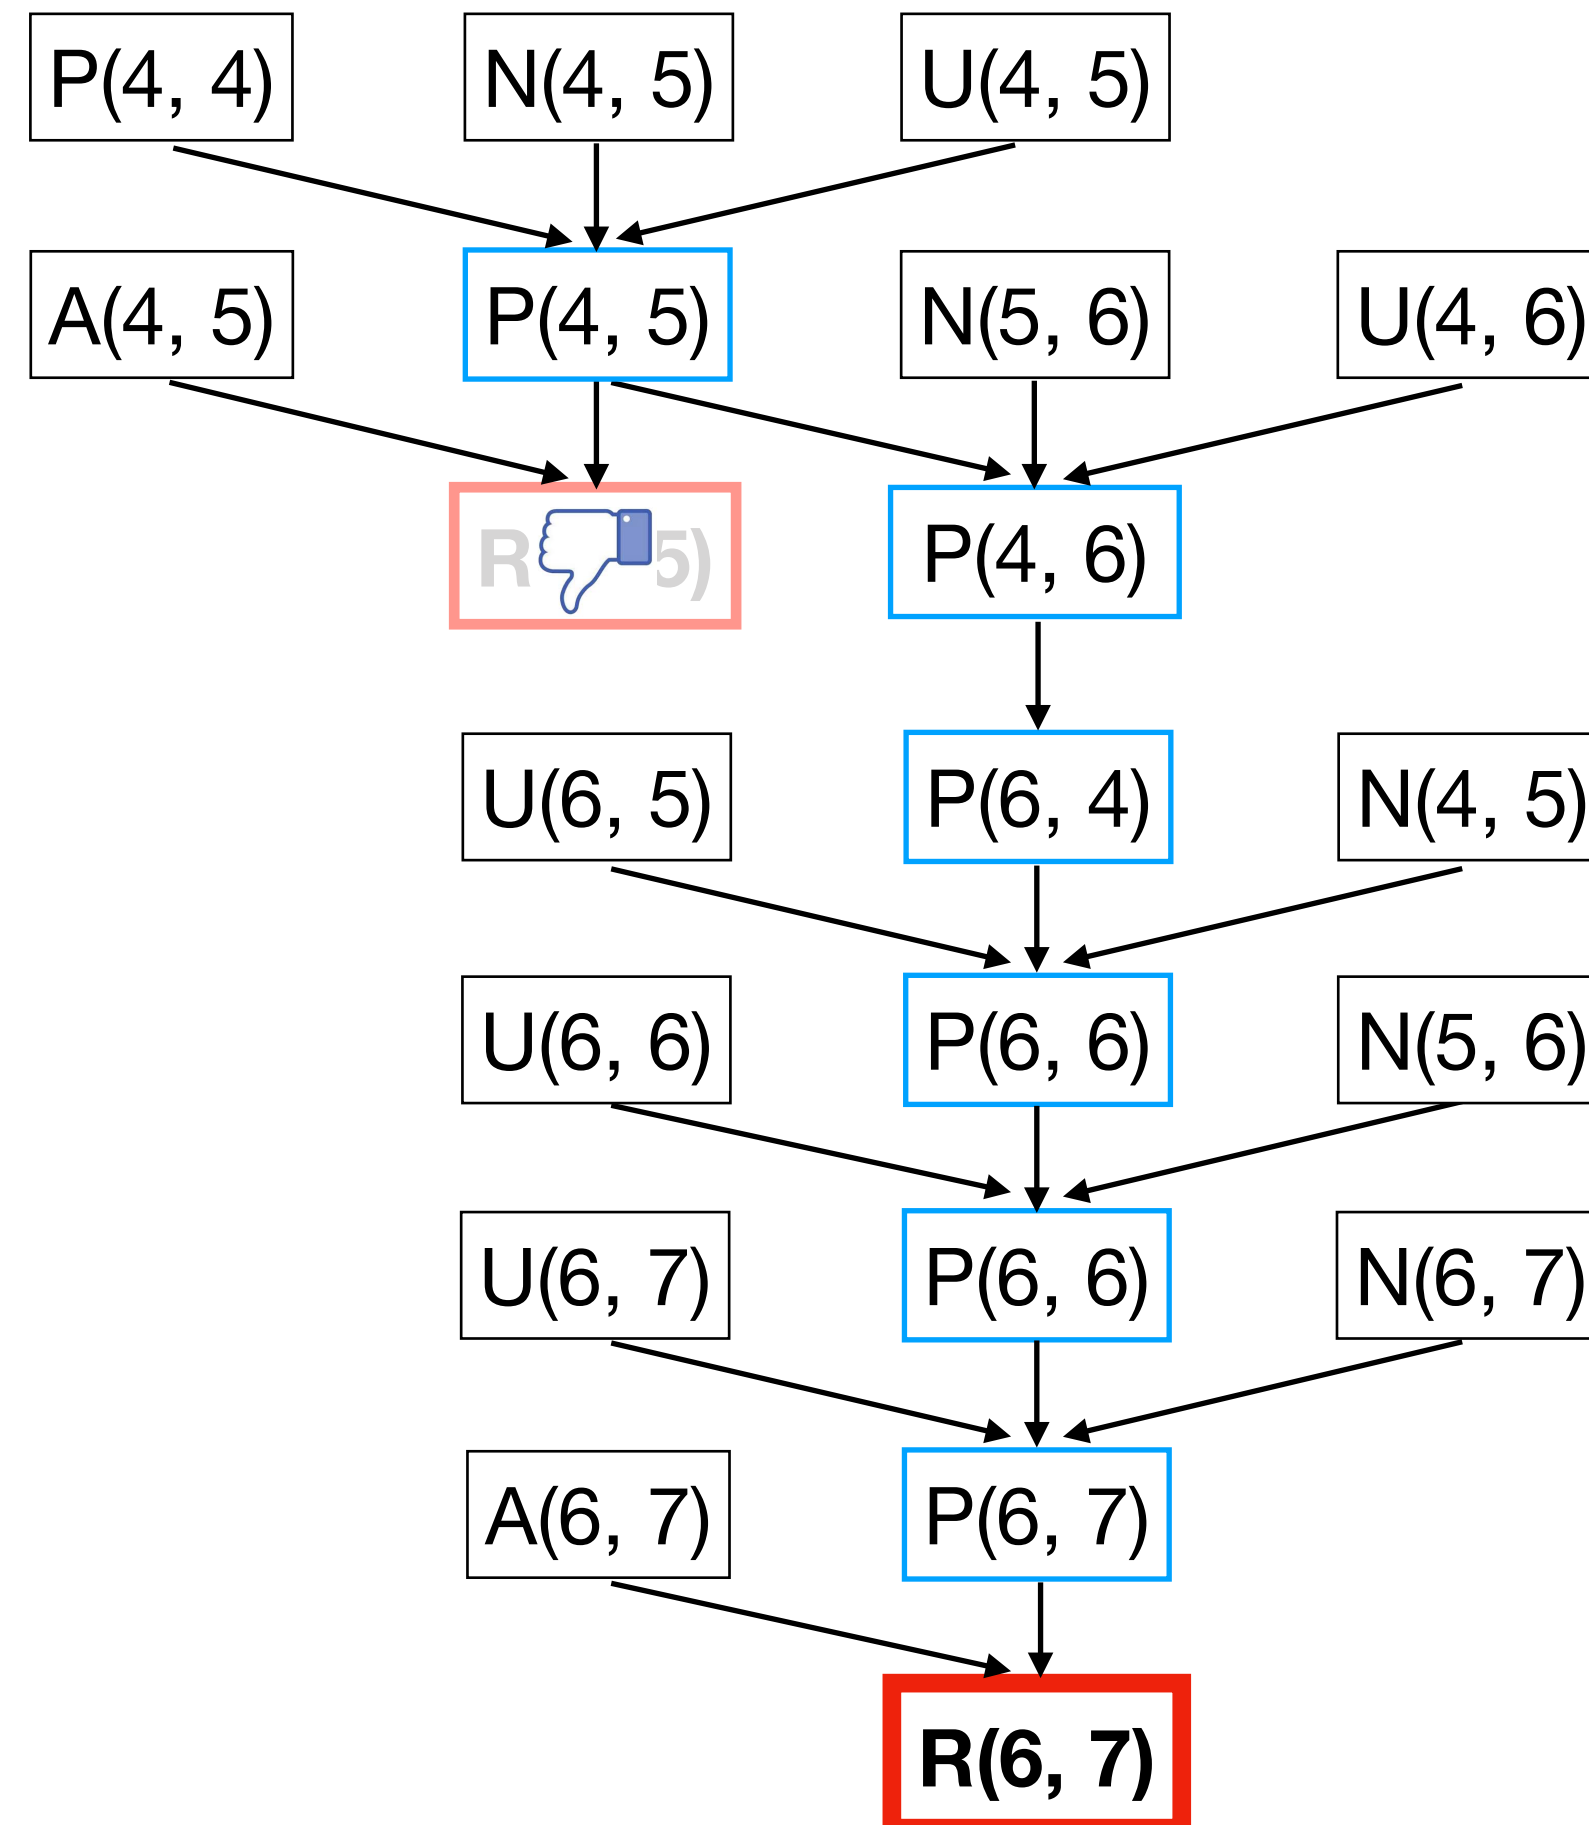 P(4, 4) N(4, 5) U(4, 5)
A(4, 5) P(4, 5) N(5, 6) U(4, 6)
R 5) P(4, 6)
U(6, 5) P(6, 4) N(4, 5)
U(6, 6) P(6, 6) N(5, 6)
U(6, 7) P(6, 6) N(6, 7)
A(6, 7) P(6, 7)
R(6, 7)